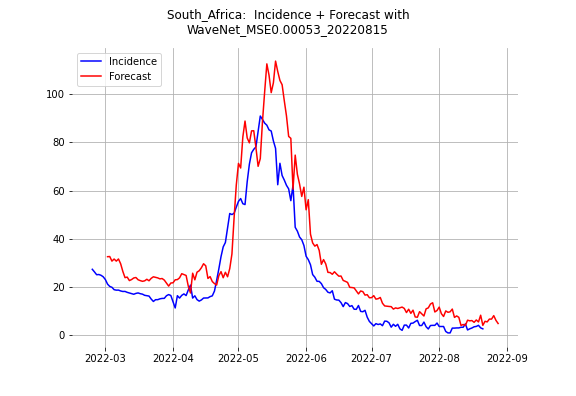 South_Africa: Incidence + Forecast with
WaveNet_MSE0.00053_20220815
Incidence
Forecast
100
80
60
40
20
0
2022-03 2022-04 2022-05 2022-06 2022-07 2022-08 2022-09